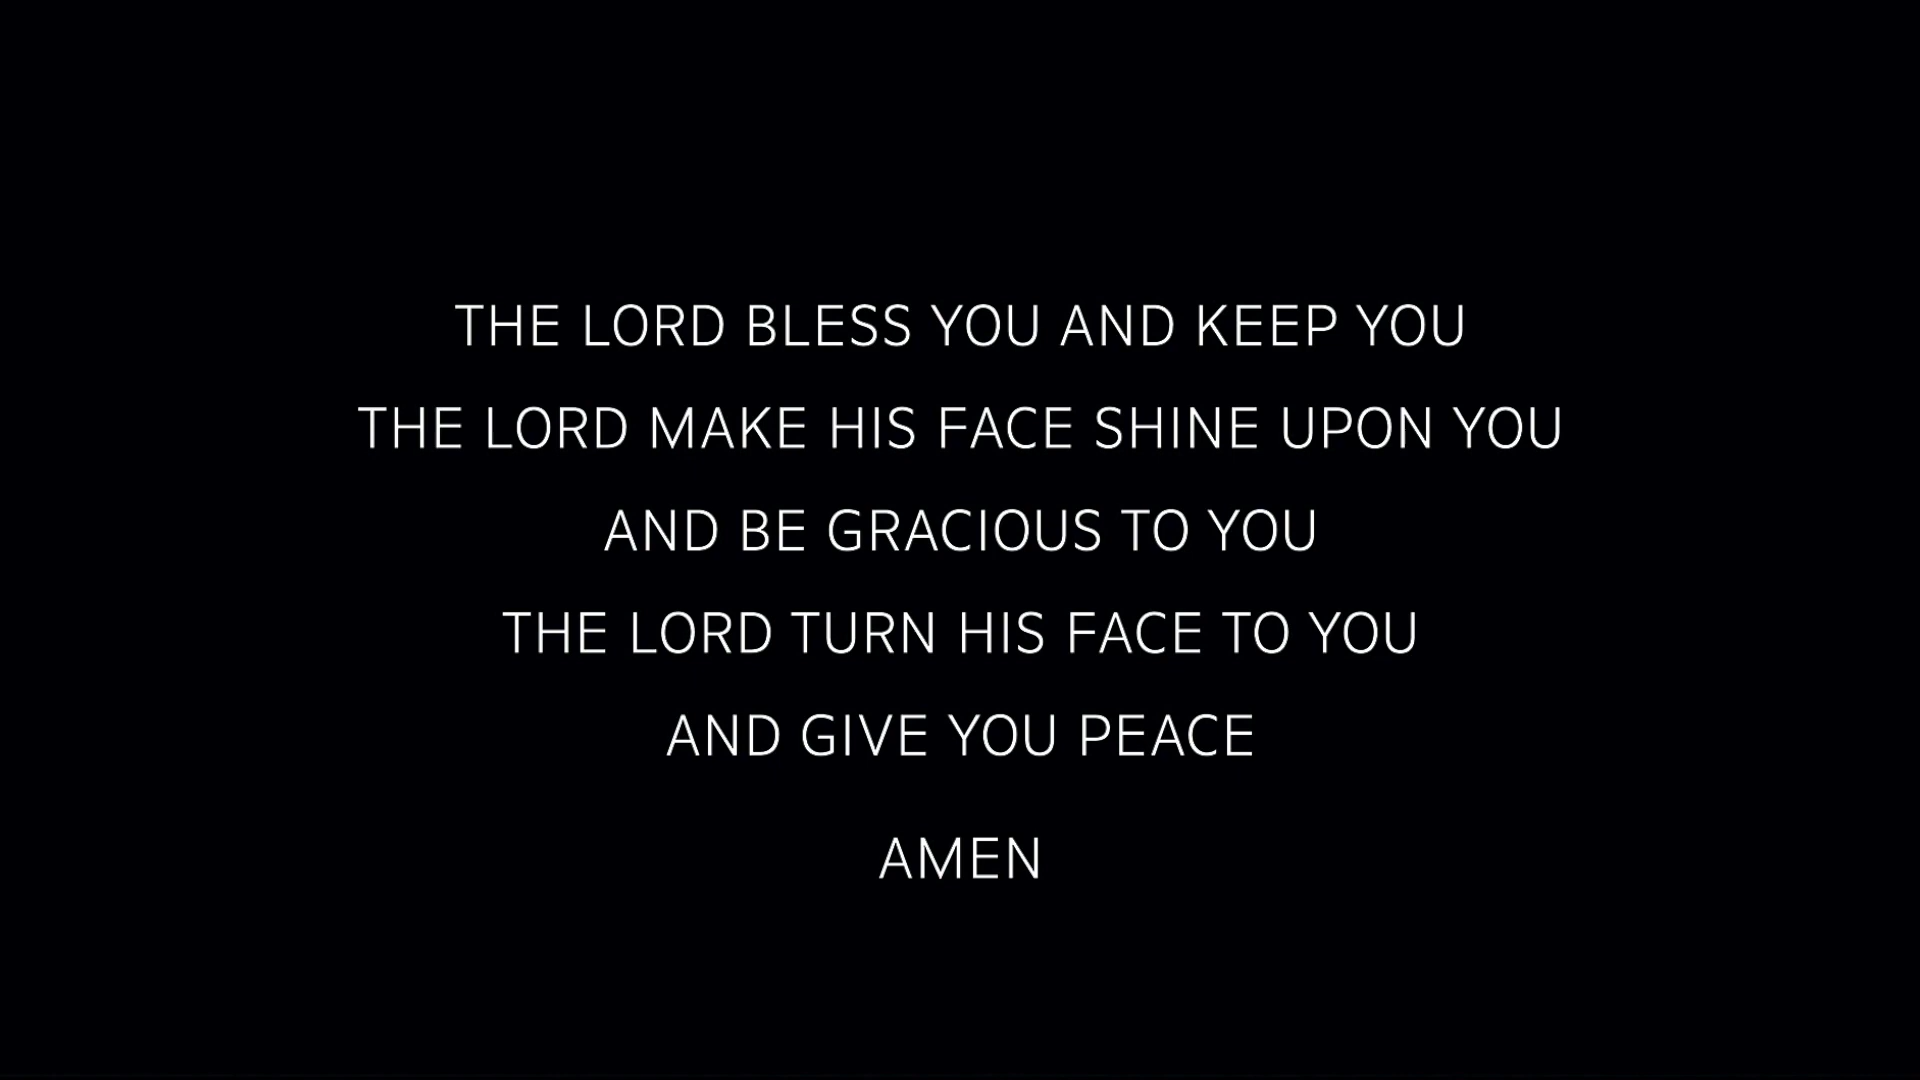 THE LORD BLESS YOU AND KEEP YOU
THE LORD MAKE HIS FACE SHINE UPON YOU
AND BE GRACIOUS TO YOU
THE LORD TURN HIS FACE TO YOU
AND GIVE YOU PEACE
AMEN